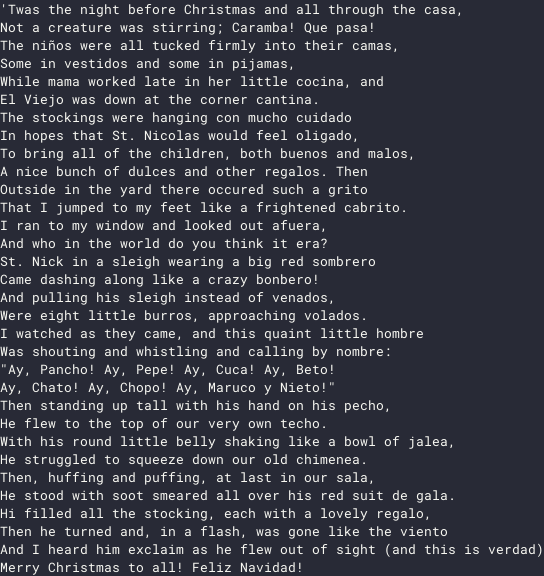 'Twas the night before Christmas and all through the casa,
Not a creature was stirring; Caramba! Que pasa!
The niños were all tucked firmly into their camas,
Some in vestidos and some in pijamas,
While mama worked late in her little cocina, and
El Viejo was down at the corner cantina.
The stockings were hanging con mucho cuidado
In hopes that St. Nicolas would feel oligado,
To bring all of the children, both buenos and malos,
A nice bunch of dulces and other regalos. Then
Outside in the yard there occured such a grito
That I jumped to my feet like a frightened cabrito.
I ran to my window and looked out afuera,
And who in the world do you think it era?
St. Nick in a sleigh wearing a big red sombrero
Came dashing along like a crazy bonbero!
And pulling his sleigh instead of venados,
Were eight little burros, approaching volados.
I watched as they came, and this quaint little hombre
Was shouting and whistling and calling by nombre:
"Ay, Pancho! Ay, Pepe! Ay, Cuca! Ay, Beto!
Ay, Chato! Ay, Chopo! Ay, Maruco y Nieto!"
Then standing up tall with his hand on his pecho,
He flew to the top of our very own techo.
With his round little belly shaking like a bowl of jalea,
He struggled to squeeze down our old chimenea.
Then, huffing and puffing, at last in our sala,
He stood with soot smeared all over his red suit de gala.
Hi filled all the stocking, each with a lovely regalo,
Then he turned and, in a flash, was gone like the viento
And I heard him exclaim as he flew out of sight (and this is verdad)
Merry Christmas to all! Feliz Navidad!